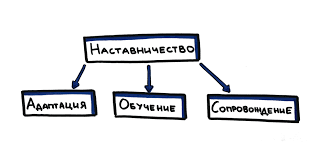 Наставничество
Адаптация
Обучение
Сопровождение